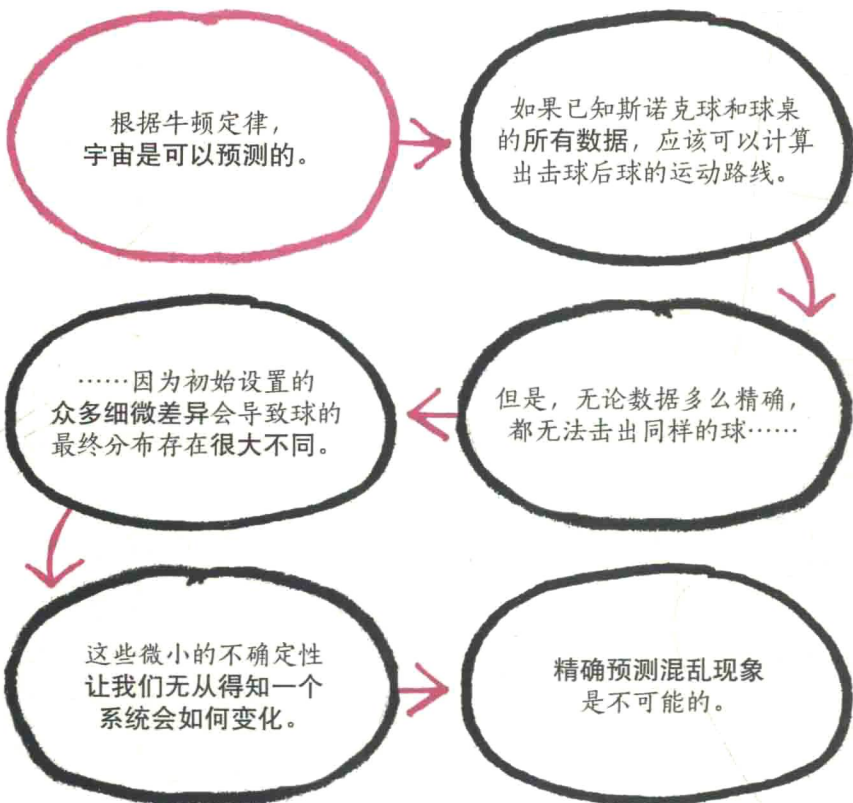 根据牛顿定律，
宇宙是可以预测的。
如果已知斯诺克球和球桌
的所有数据，应该可以计算
出击球后球的运动路线。
但是，无论数据多么精确，
都无法击出同样的球……
……因为初始设置的
众多细微差异会导致球的
最终分布存在很大不同。
这些微小的不确定性
让我们无从得知一个
系统会如何变化。
精确预测混乱现象
是不可能的。